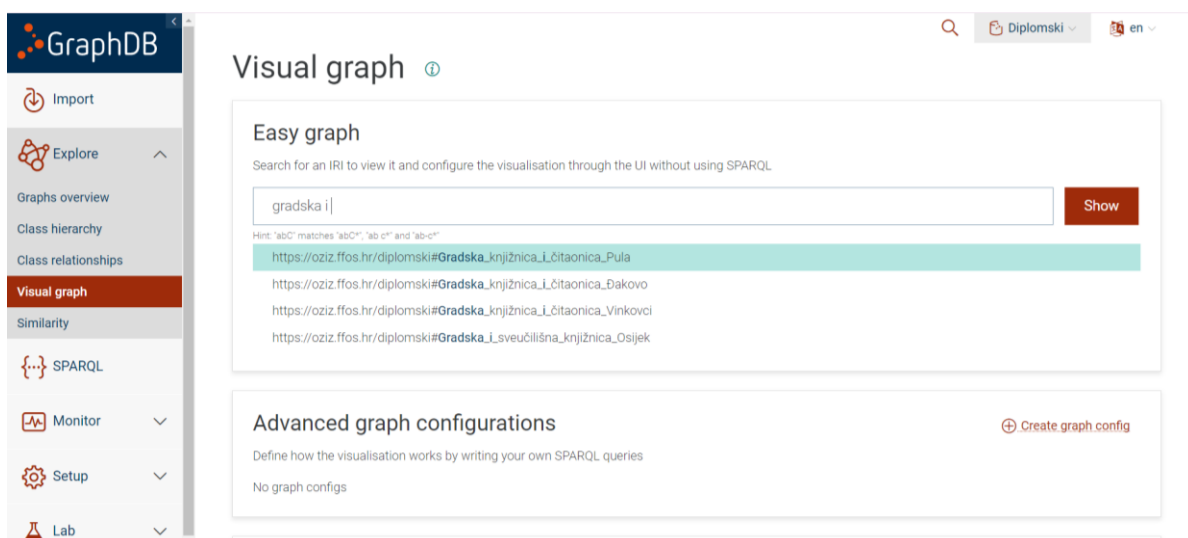 GraphDB
Diplomski
en
Import
Explore
Graphs overview
Class hierarchy
Class relationships
Visual graph
Similarity
SPARQL
Monitor
Setup
Lab
Visual graph
Easy graph
Search for an IRI to view it and configure the visualisation through the UI without using SPARQL
gradska i
Show
Hint: "abC" matches "abC*", "ab c*" and "ab-c*"
https://oziz.ffos.hr/diplomski#Gradska_knjižnica_i_čitaonica_Pula
https://oziz.ffos.hr/diplomski#Gradska_knjižnica_i_čitaonica_Đakovo
https://oziz.ffos.hr/diplomski#Gradska_knjižnica_i_čitaonica_Vinkovci
https://oziz.ffos.hr/diplomski#Gradska_i_sveučilišna_knjižnica_Osijek
Advanced graph configurations
Create graph config
Define how the visualisation works by writing your own SPARQL queries
No graph configs